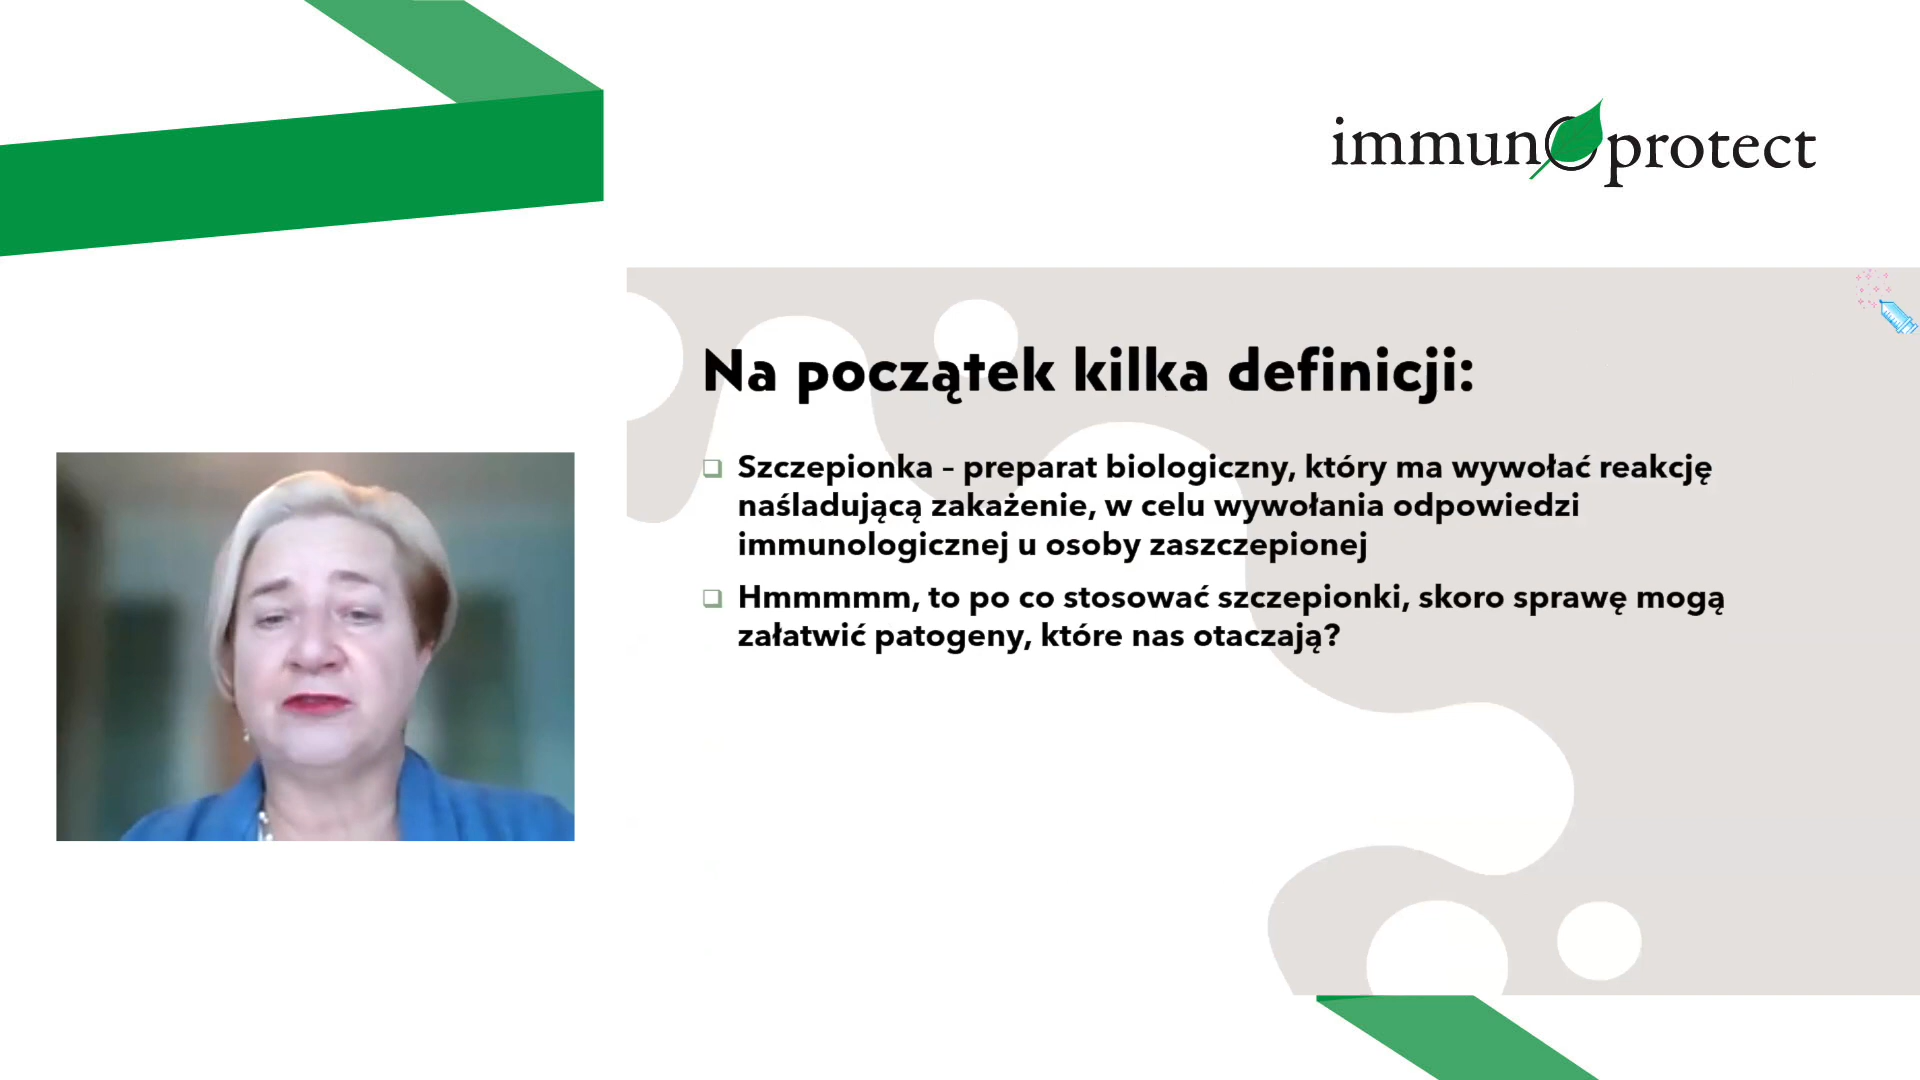 immunoprotect
Na początek kilka definicji:
Szczepionka – preparat biologiczny, który ma wywołać reakcję
naśladującą zakażenie, w celu wywołania odpowiedzi
immunologicznej u osoby zaszczepionej
Hmmmmm, to po co stosować szczepionki, skoro sprawę mogą
załatwić patogeny, które nas otaczają?